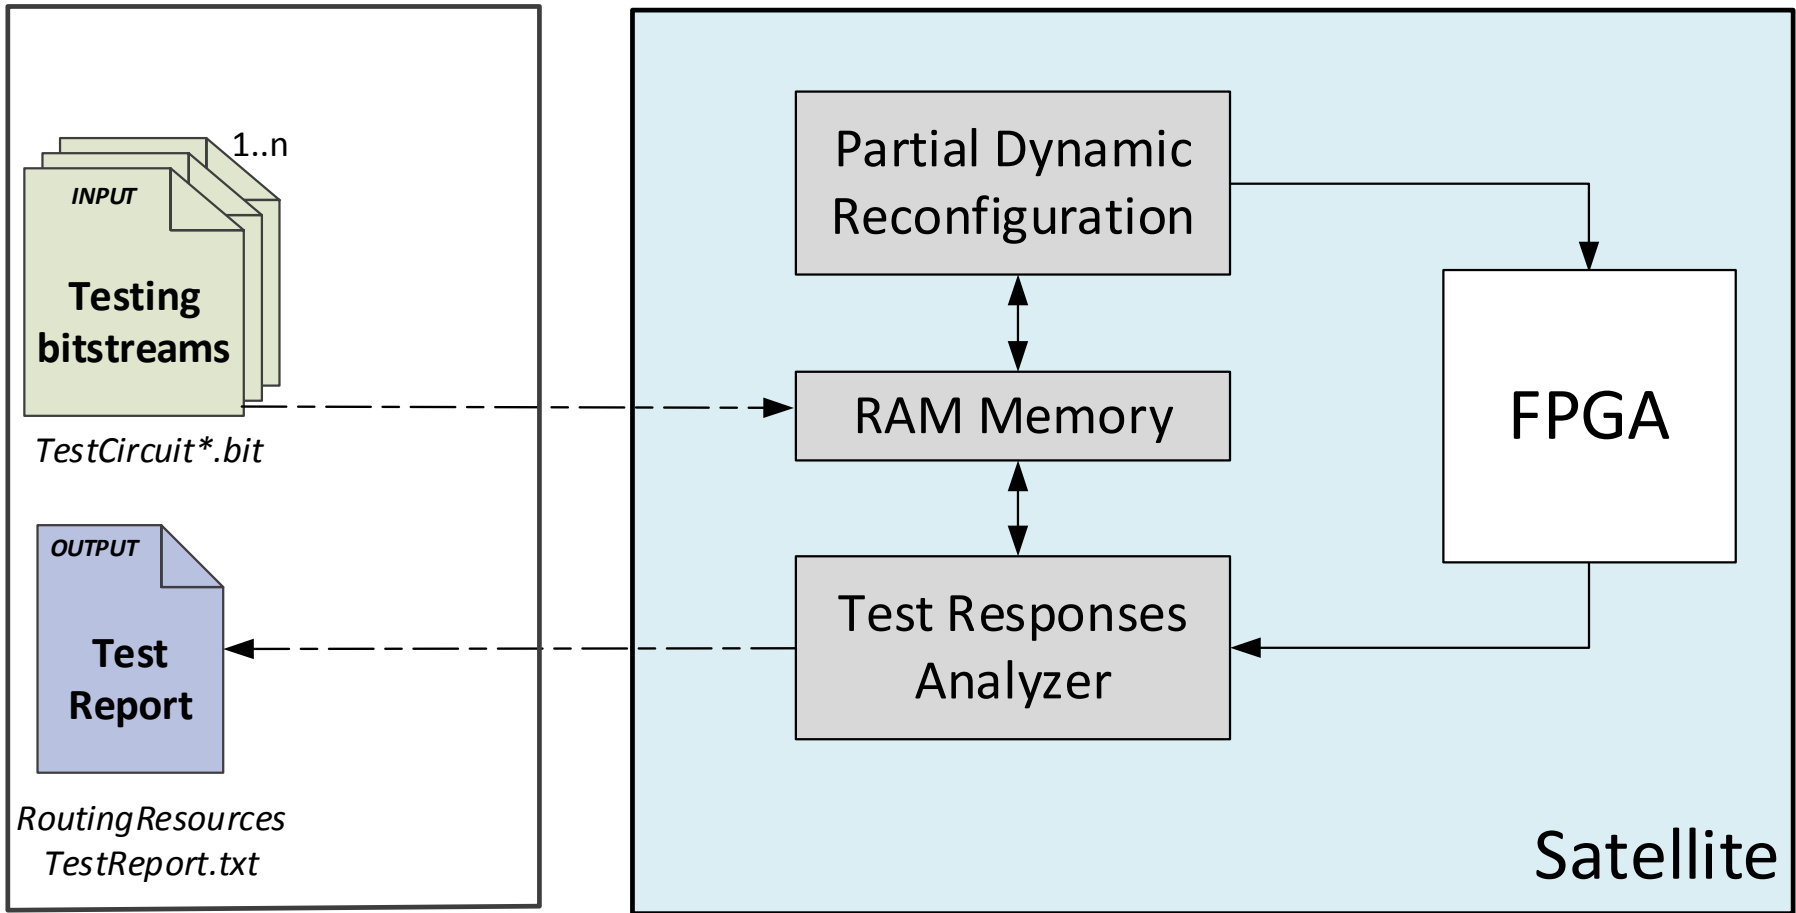 1..n
INPUT
Testing
bitstreams
TestCircuit*.bit
OUTPUT
Test
Report
RoutingResources
TestReport.txt
Partial Dynamic
Reconfiguration
RAM Memory
Test Responses
Analyzer
FPGA
Satellite